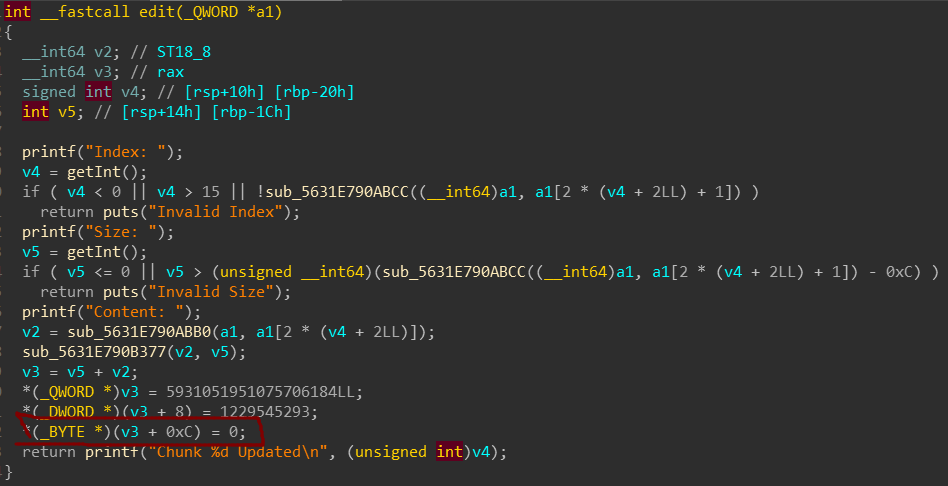 int __fastcall edit(_QWORD *a1)
{
__int64 v2; // ST18_8
__int64 v3; // rax
signed int v4; // [rsp+10h] [rbp-20h]
int v5; // [rsp+14h] [rbp-1Ch]
printf("Index: ");
v4 = getInt();
if ( v4 < 0 || v4 > 15 || !sub_5631E790ABCC((__int64)a1, a1[2 * (v4 + 2LL) + 1]) )
return puts("Invalid Index");
printf("Size: ");
v5 = getInt();
if ( v5 <= 0 || v5 > (unsigned __int64)(sub_5631E790ABCC((__int64)a1, a1[2 * (v4 + 2LL) + 1]) - 0xC) )
return puts("Invalid Size");
printf("Content: ");
v2 = sub_5631E790ABB0(a1, a1[2 * (v4 + 2LL)]);
sub_5631E790B377(v2, v5);
v3 = v5 + v2;
*(_QWORD *)v3 = 5931051951075706184LL;
*(_DWORD *)(v3 + 8) = 1229545293;
*(_BYTE *)(v3 + 0xC) = 0;
return printf("Chunk %d Updated\n", (unsigned int)v4);
}